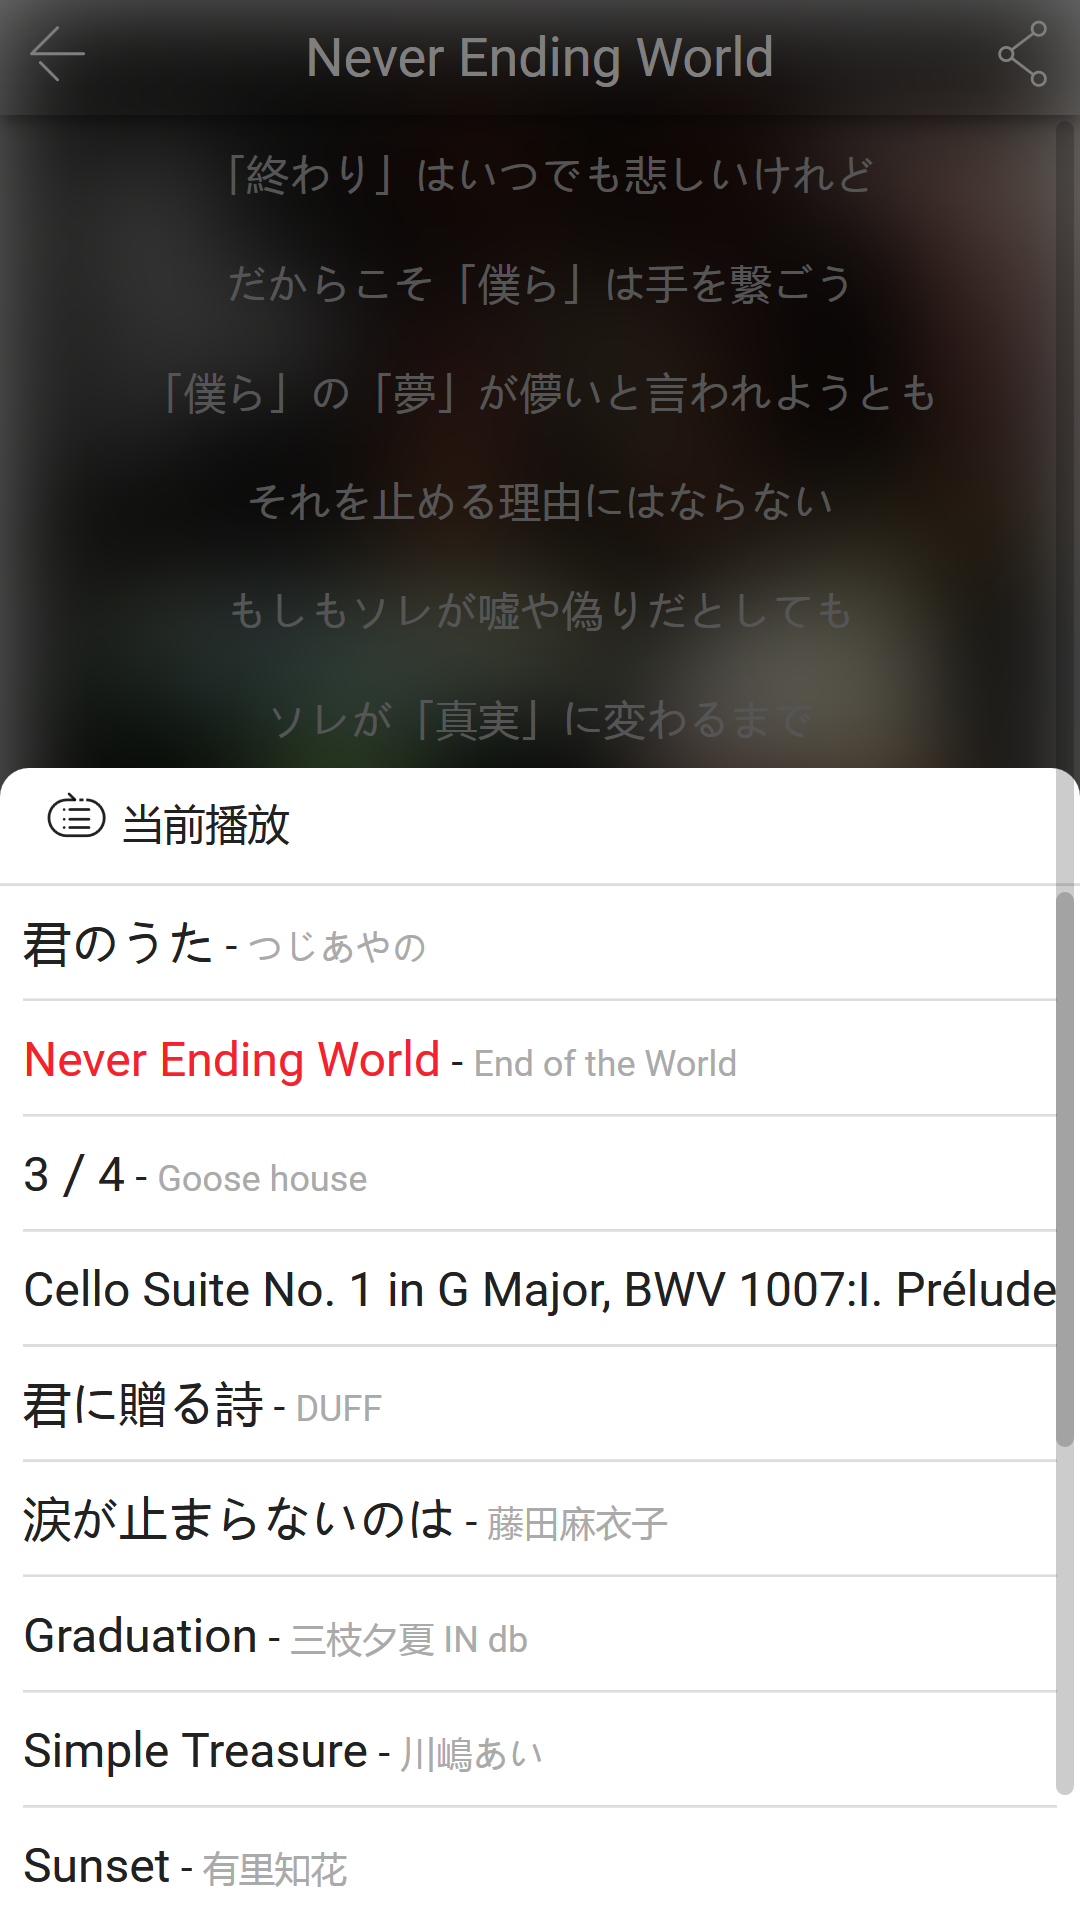 Never Ending World
「終わり」はいつでも悲しいけれど
だからこそ「僕ら」は手を繋ごう
「僕ら」の「夢」が儚いと言われようとも
それを止める理由にはならない
もしもソレが嘘や偽りだとしても
ソレが「真実」に変わるまで
当前播放
君のうた - つじあやの
Never Ending World - End of the World
3 / 4 - Goose house
Cello Suite No. 1 in G Major, BWV 1007:I. Prélude
君に贈る詩 - DUFF
涙が止まらないのは - 藤田麻衣子
Graduation - 三枝夕夏 IN db
Simple Treasure - 川嶋あい
Sunset - 有里知花